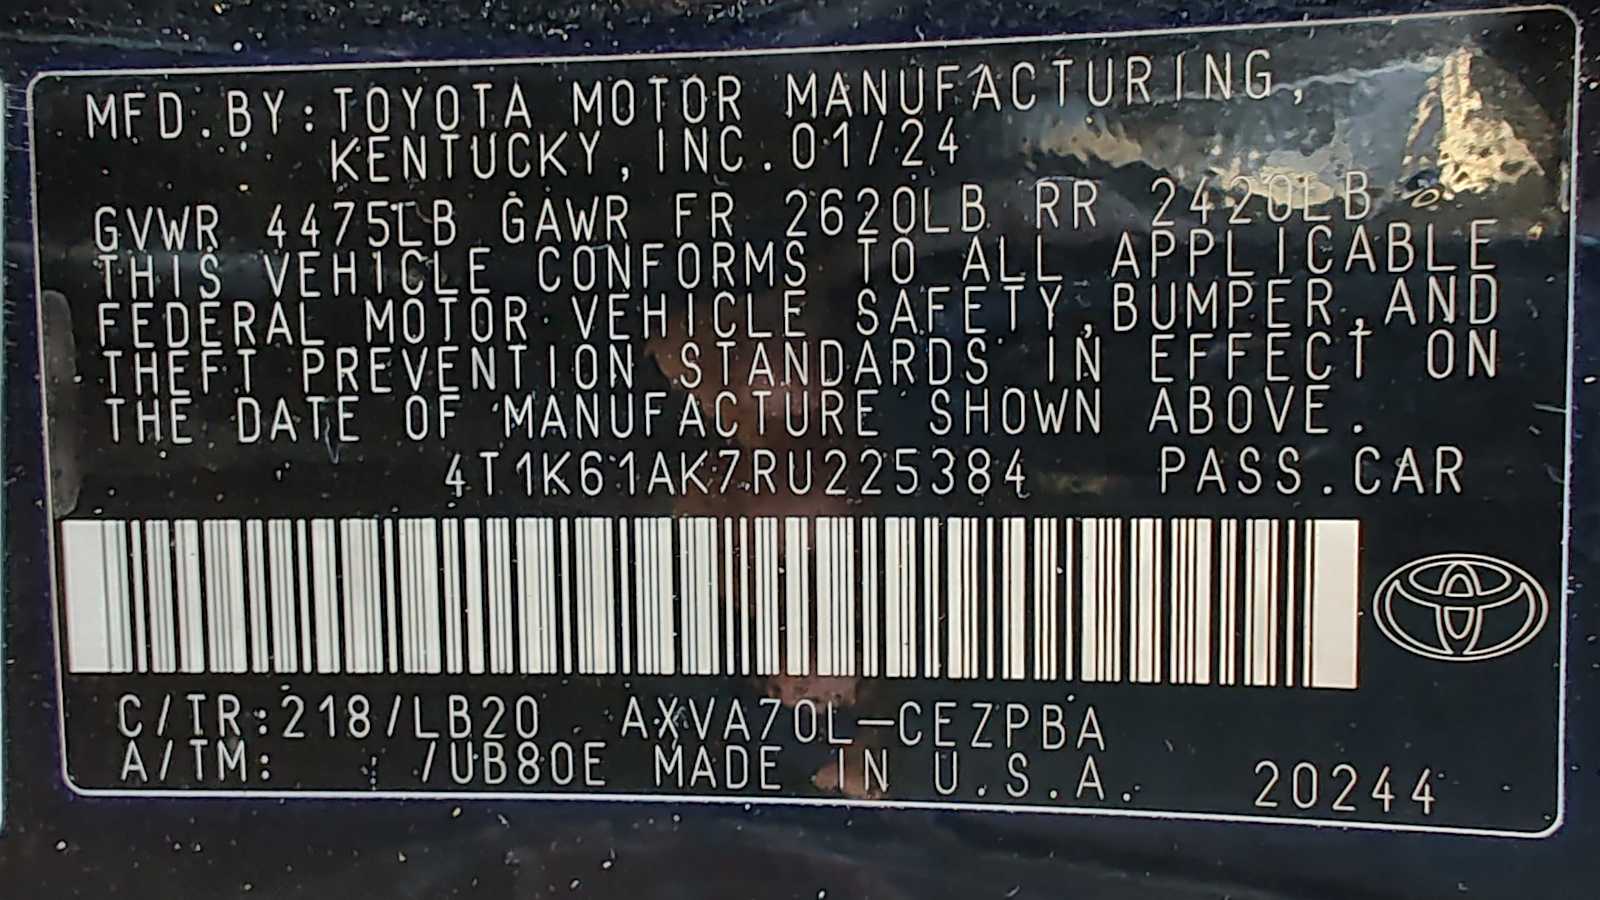 MFD.BY:TOYOTA MOTOR MANUFACTURING,
KENTUCKY,INC.01/24
GVWR 4475LB GAWR FR 2620LB RR 2420LB
THIS VEHICLE CONFORMS TO ALL APPLICABLE
FEDERAL MOTOR VEHICLE SAFETY,BUMPER,AND
THEFT PREVENTION STANDARDS IN EFFECT ON
THE DATE OF MANUFACTURE SHOWN ABOVE.
4T1K61AK7RU225384 PASS.CAR
C/TR:218/LB20 AXVA70L-CEZPBA
A/TM: /UB80E MADE IN U.S.A. 20244